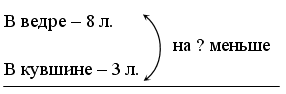 В ведре – 8 л.
на ? меньше
В кувшине – 3 л.